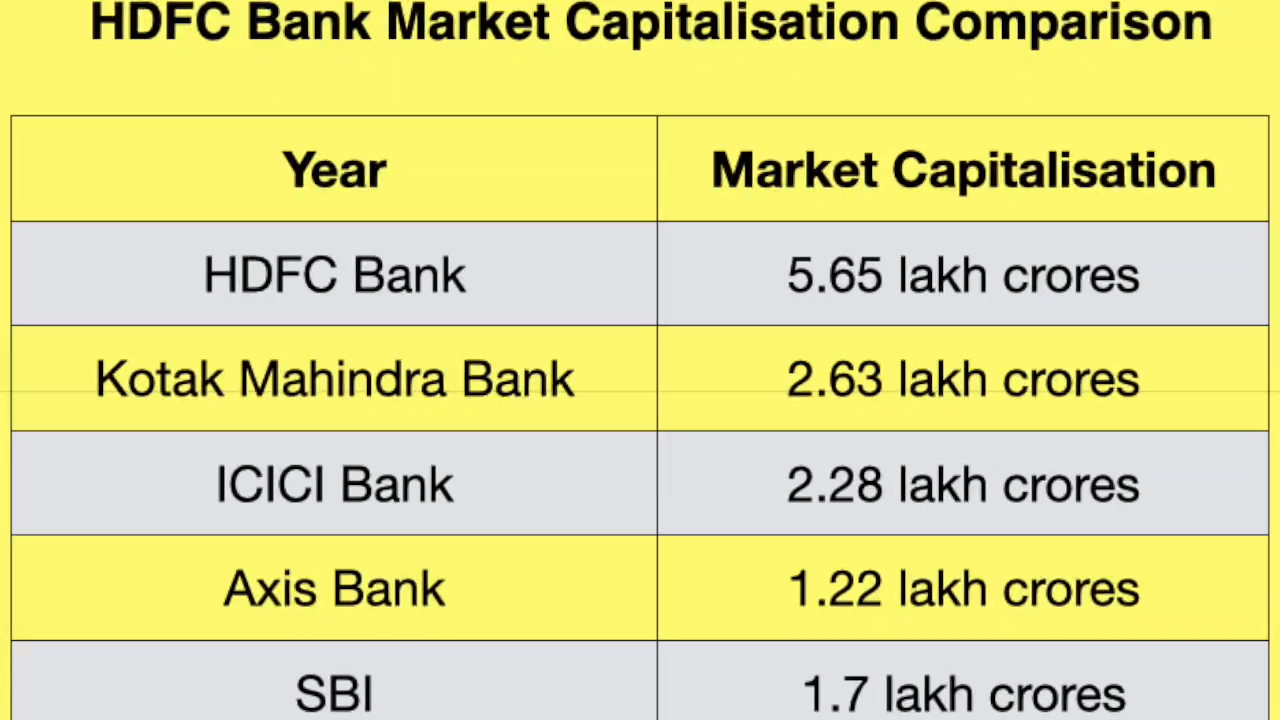 HDFC Bank Market Capitalisation Comparison
Year Market Capitalisation
HDFC Bank 5.65 lakh crores
Kotak Mahindra Bank 2.63 lakh crores
ICICI Bank 2.28 lakh crores
Axis Bank 1.22 lakh crores
SBI 1.7 lakh crores